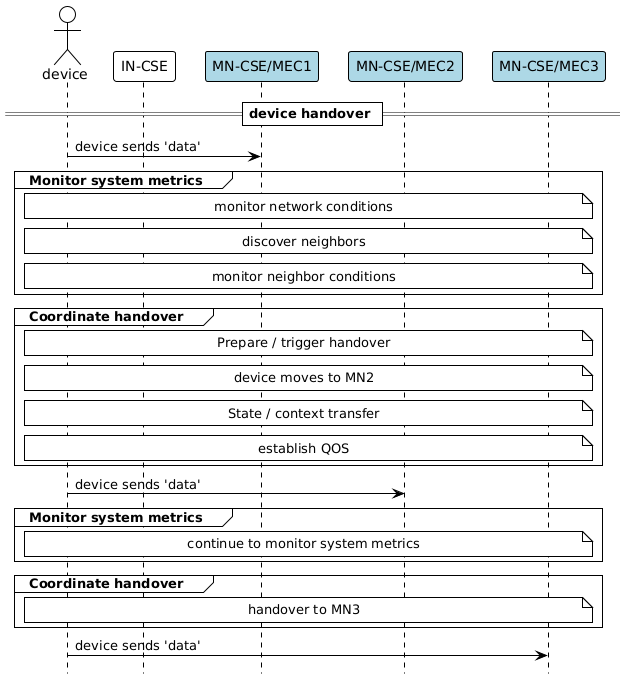 device
IN-CSE
MN-CSE/MEC1
MN-CSE/MEC2
MN-CSE/MEC3
device handover
device sends 'data'
Monitor system metrics
monitor network conditions
discover neighbors
monitor neighbor conditions
Coordinate handover
Prepare / trigger handover
device moves to MN2
State / context transfer
establish QOS
device sends 'data'
Monitor system metrics
continue to monitor system metrics
Coordinate handover
handover to MN3
device sends 'data'